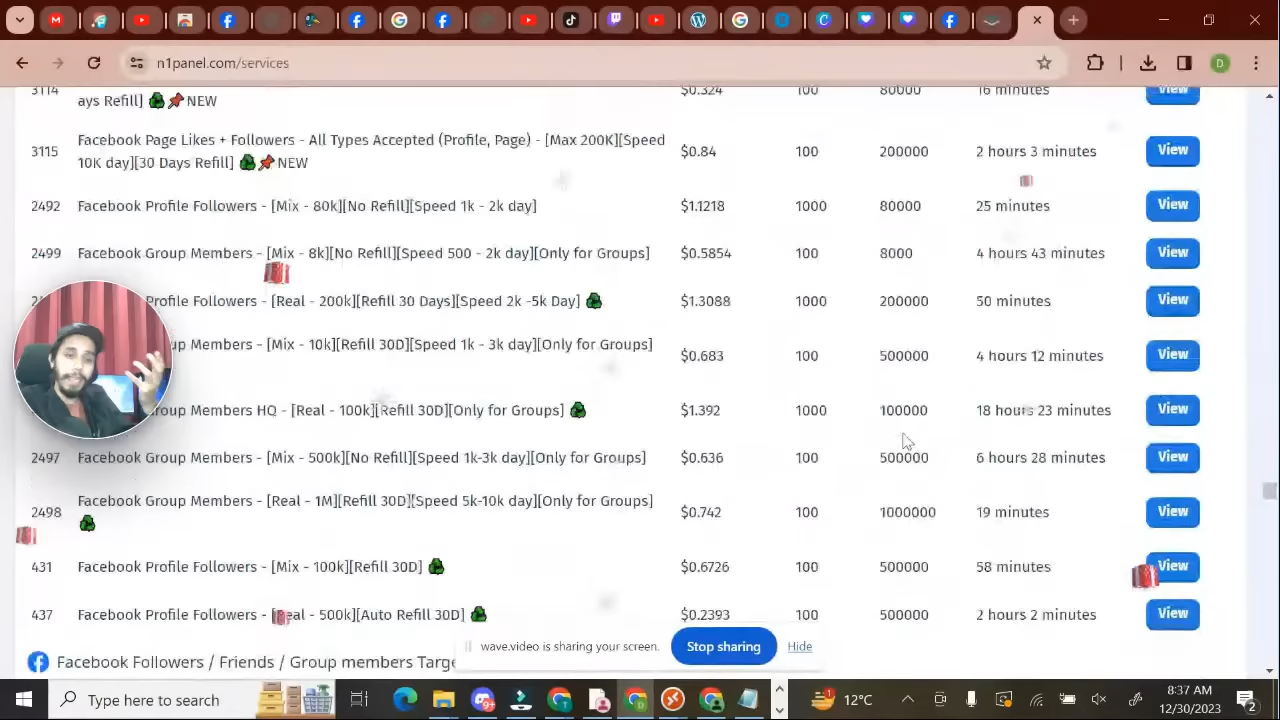 n1panel.com/services
D
3114
ays Refill] NEW
$0.324
100
80000
16 minutes
View
3115
Facebook Page Likes + Followers - All Types Accepted (Profile, Page) - [Max 200K][Speed
10K day][30 Days Refill] NEW
$0.84
100
200000
2 hours 3 minutes
View
2492
Facebook Profile Followers - [Mix - 80k][No Refill][Speed 1k - 2k day]
$1.1218
1000
80000
25 minutes
View
2499
Facebook Group Members - [Mix - 8k][No Refill][Speed 500 - 2k day][Only for Groups]
$0.5854
100
8000
4 hours 43 minutes
View
Profile Followers - [Real - 200k][Refill 30 Days][Speed 2k -5k Day]
$1.3088
1000
200000
50 minutes
View
Members - [Mix - 10k][Refill 30D][Speed 1k - 3k day][Only for Groups]
$0.683
100
500000
4 hours 12 minutes
View
Members HQ - [Real - 100k][Refill 30D][Only for Groups]
$1.392
1000
100000
18 hours 23 minutes
View
2497
Facebook Group Members - [Mix - 500k][No Refill][Speed 1k-3k day][Only for Groups]
$0.636
100
500000
6 hours 28 minutes
View
2498
Facebook Group Members - [Real - 1M][Refill 30D][Speed 5k-10k day][Only for Groups]
$0.742
100
1000000
19 minutes
View
431
Facebook Profile Followers - [Mix - 100k][Refill 30D]
$0.6726
100
500000
58 minutes
View
437
Facebook Profile Followers - [Real - 500k][Auto Refill 30D]
$0.2393
100
500000
2 hours 2 minutes
View
wave.video is sharing your screen.
Stop sharing
Hide
Facebook Followers / Friends / Group members
Type here to search
12°C
8:37 AM
12/30/2023